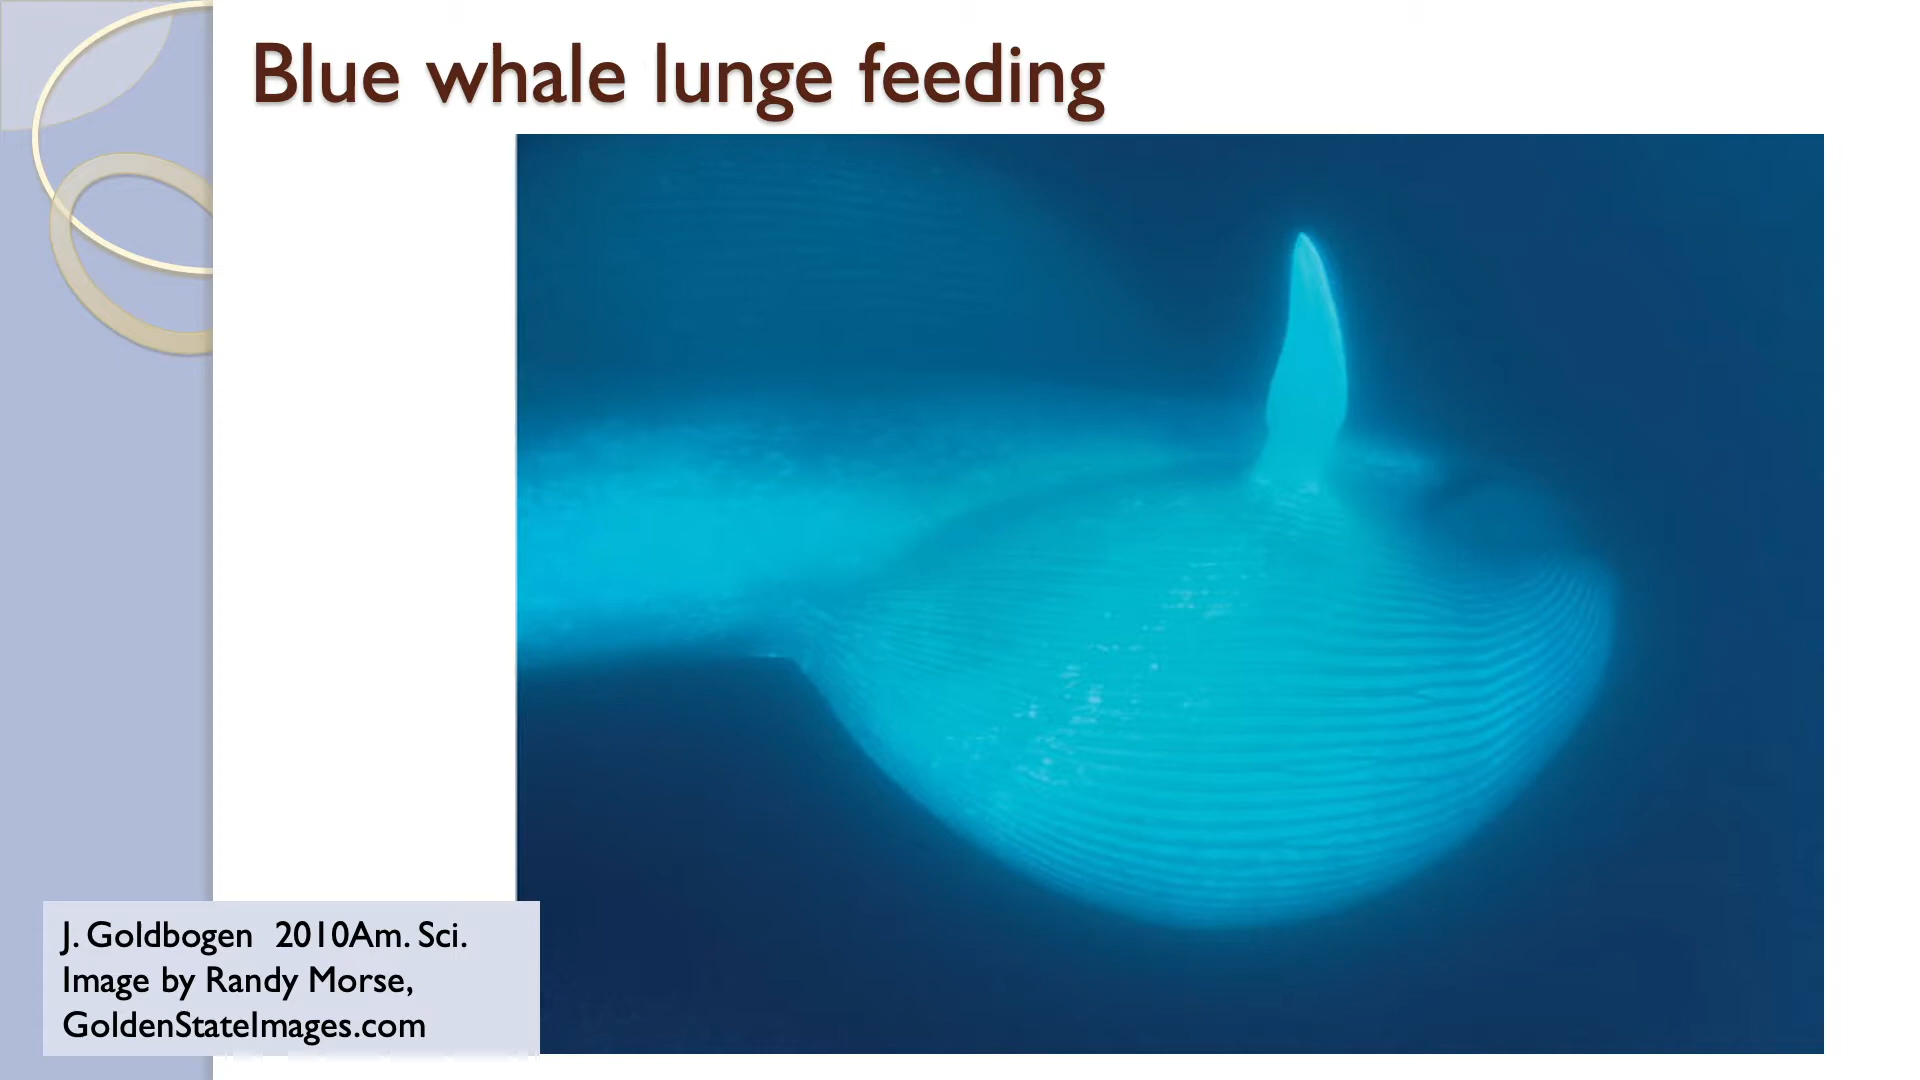 Blue whale lunge feeding
J. Goldbogen 2010Am. Sci.
Image by Randy Morse,
GoldenStateImages.com